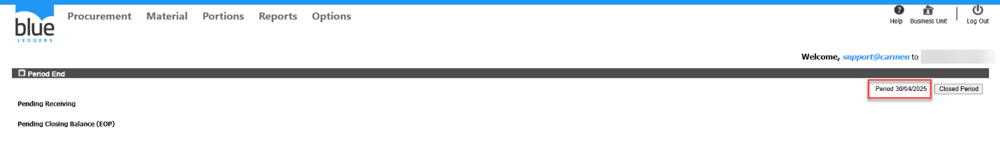 blue
LEDGERS
Procurement Material Portions Reports Options
Help Business Unit Log Out
Welcome, support@carmen to
Period End
Period 30/04/2025 Closed Period
Pending Receiving
Pending Closing Balance (EOP)